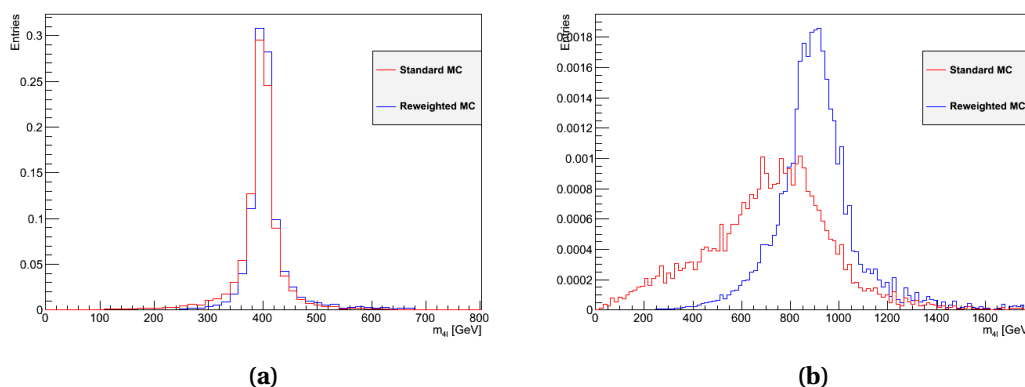 Entries
0.3
0.25
0.2
0.15
0.1
0.05
0
Standard MC
Reweighted MC
0 100 200 300 400 500 600 700 800
m4l [GeV]
(a)
Entries
0.0018
0.0016
0.0014
0.0012
0.001
0.0008
0.0006
0.0004
0.0002
0.0000
Standard MC
Reweighted MC
0 200 400 600 800 1000 1200 1400 1600
m4l [GeV
(b)